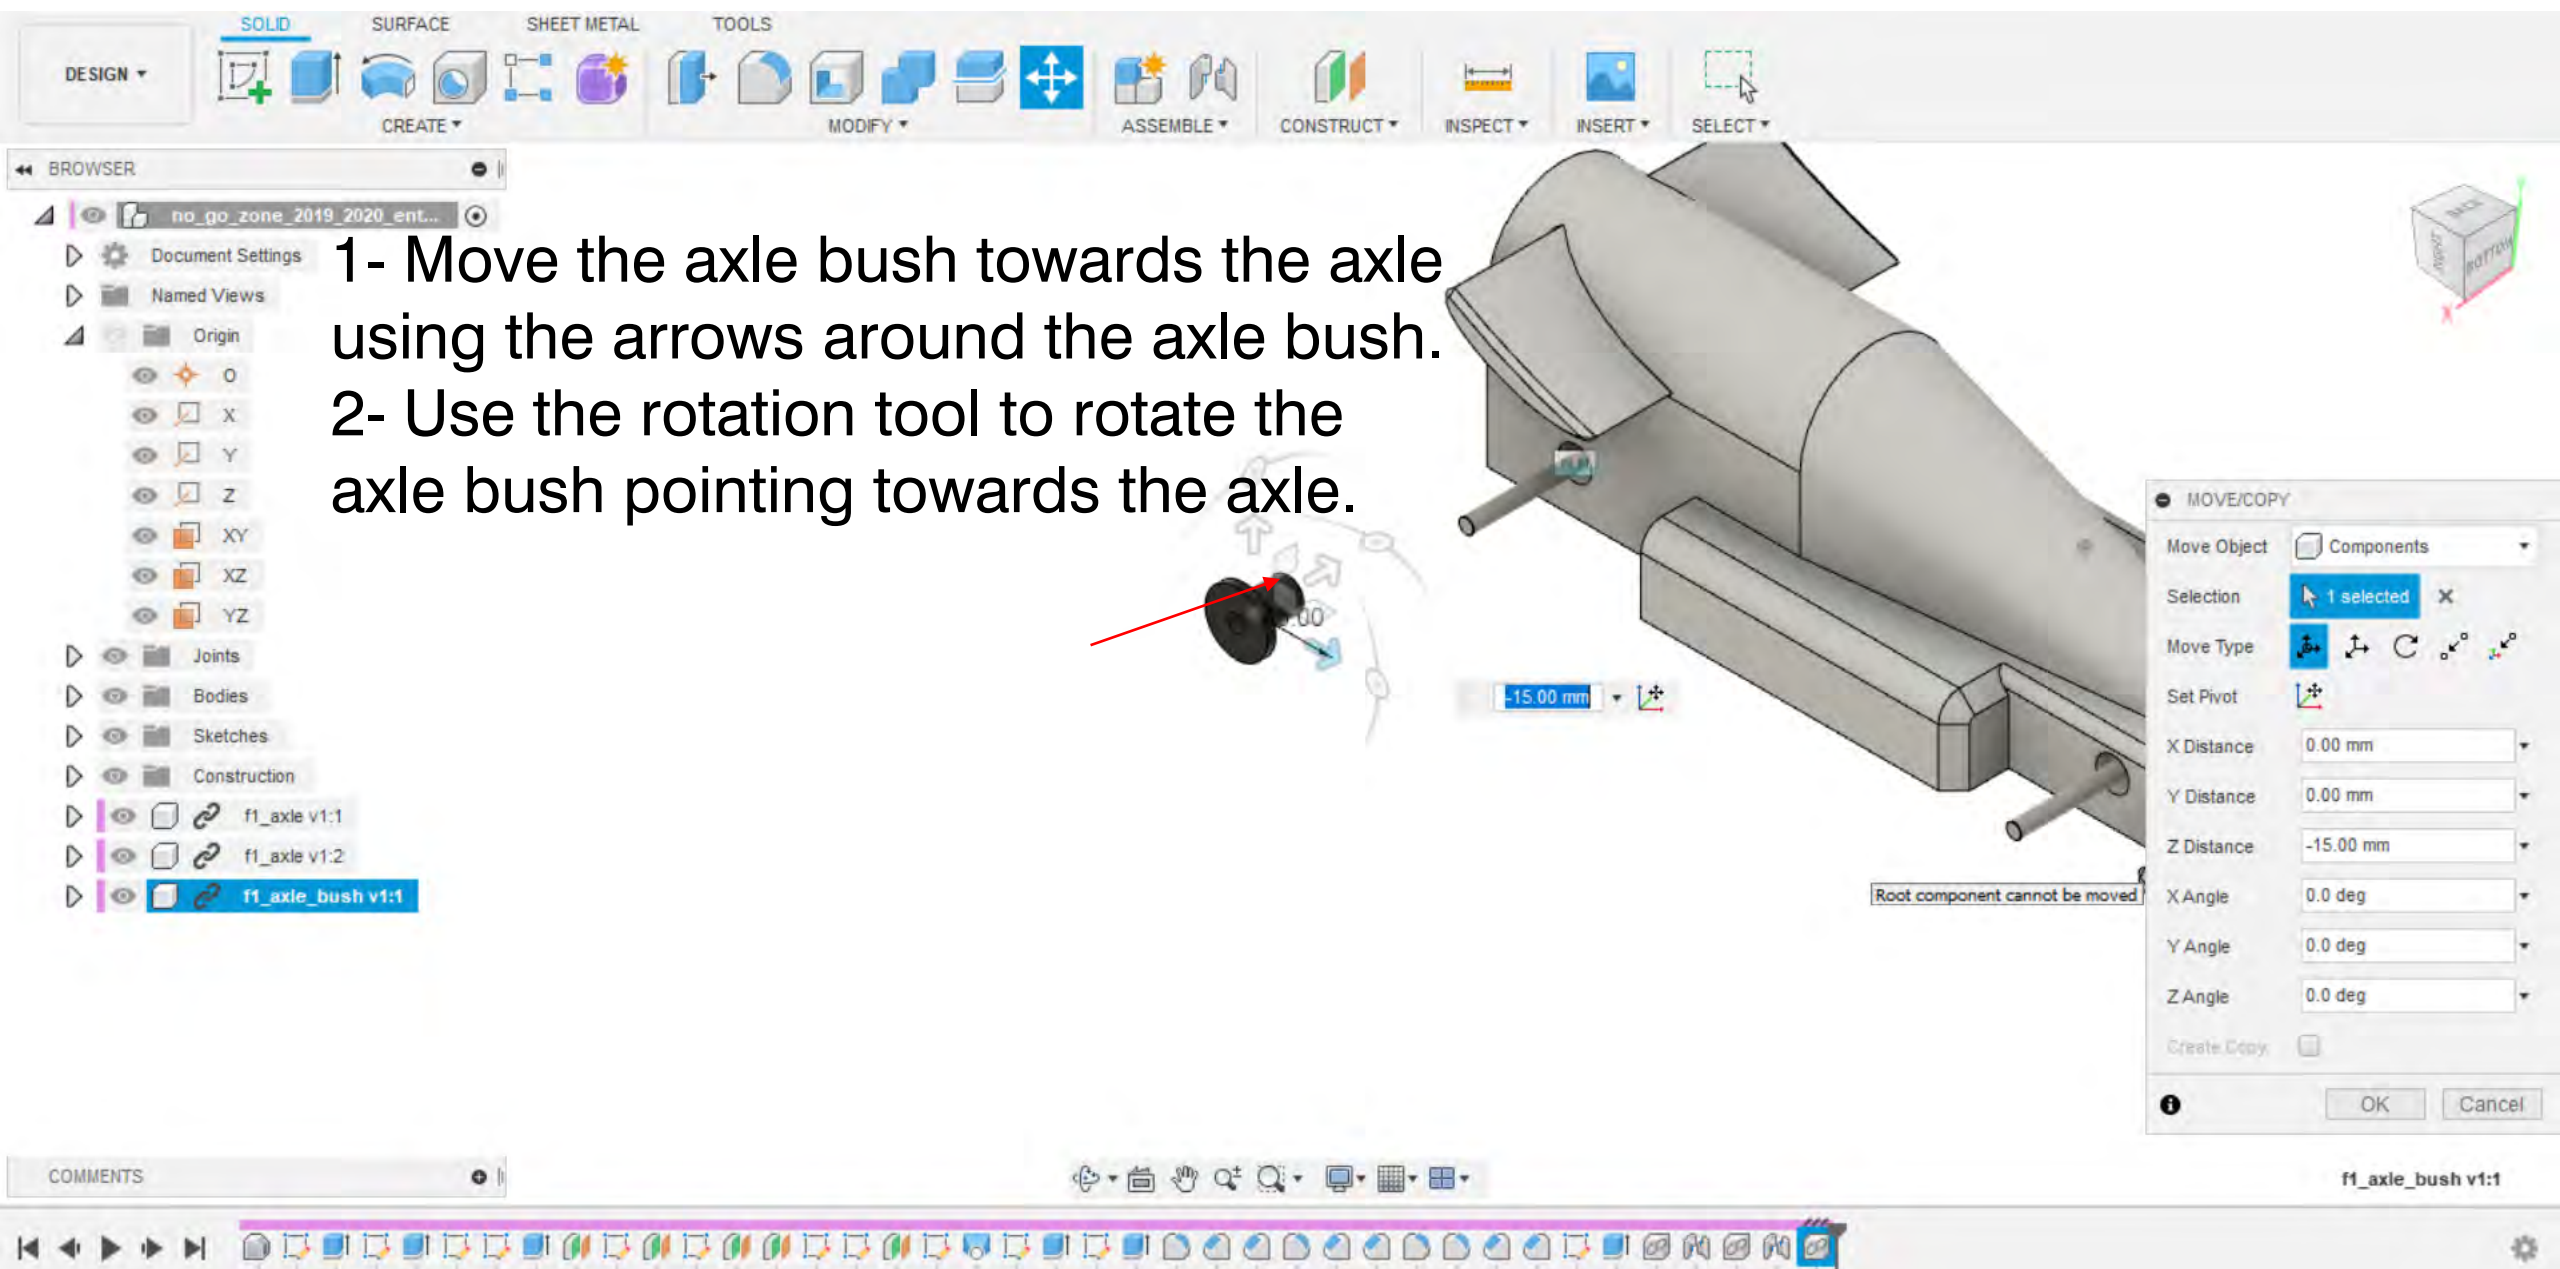 SOLID SURFACE SHEET METAL TOOLS
DESIGN
CREATE MODIFY ASSEMBLE CONSTRUCT INSPECT INSERT SELECT
BROWSER
no_go_zone_2019_2020_ent...
Document Settings
Named Views
Origin
O
X
Y
Z
XY
XZ
YZ
Joints
Bodies
Sketches
Construction
f1_axle v1:1
f1_axle v1:2
f1_axle_bush v1:1
1- Move the axle bush towards the axle
using the arrows around the axle bush.
2- Use the rotation tool to rotate the
axle bush pointing towards the axle.
BACK
RIGHT
BOTTOM
X
-15.00 mm
Root component cannot be moved
MOVE/COPY
Move Object Components
Selection 1 selected
Move Type
Set Pivot
X Distance 0.00 mm
Y Distance 0.00 mm
Z Distance -15.00 mm
X Angle 0.0 deg
Y Angle 0.0 deg
Z Angle 0.0 deg
Create Copy
OK Cancel
COMMENTS
f1_axle_bush v1:1